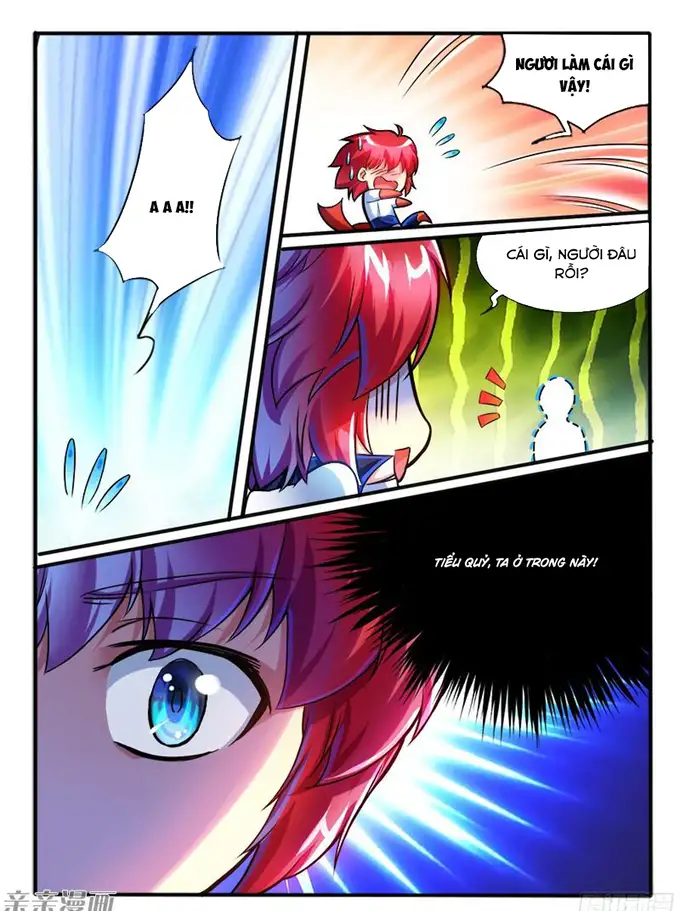 A A A!!
NGƯƠI LÀM CÁI GÌ
VẬY!
CÁI GÌ, NGƯỜI ĐÂU
RỒI?
TIỂU QUỶ, TA Ở TRONG NÀY!
亲亲漫画